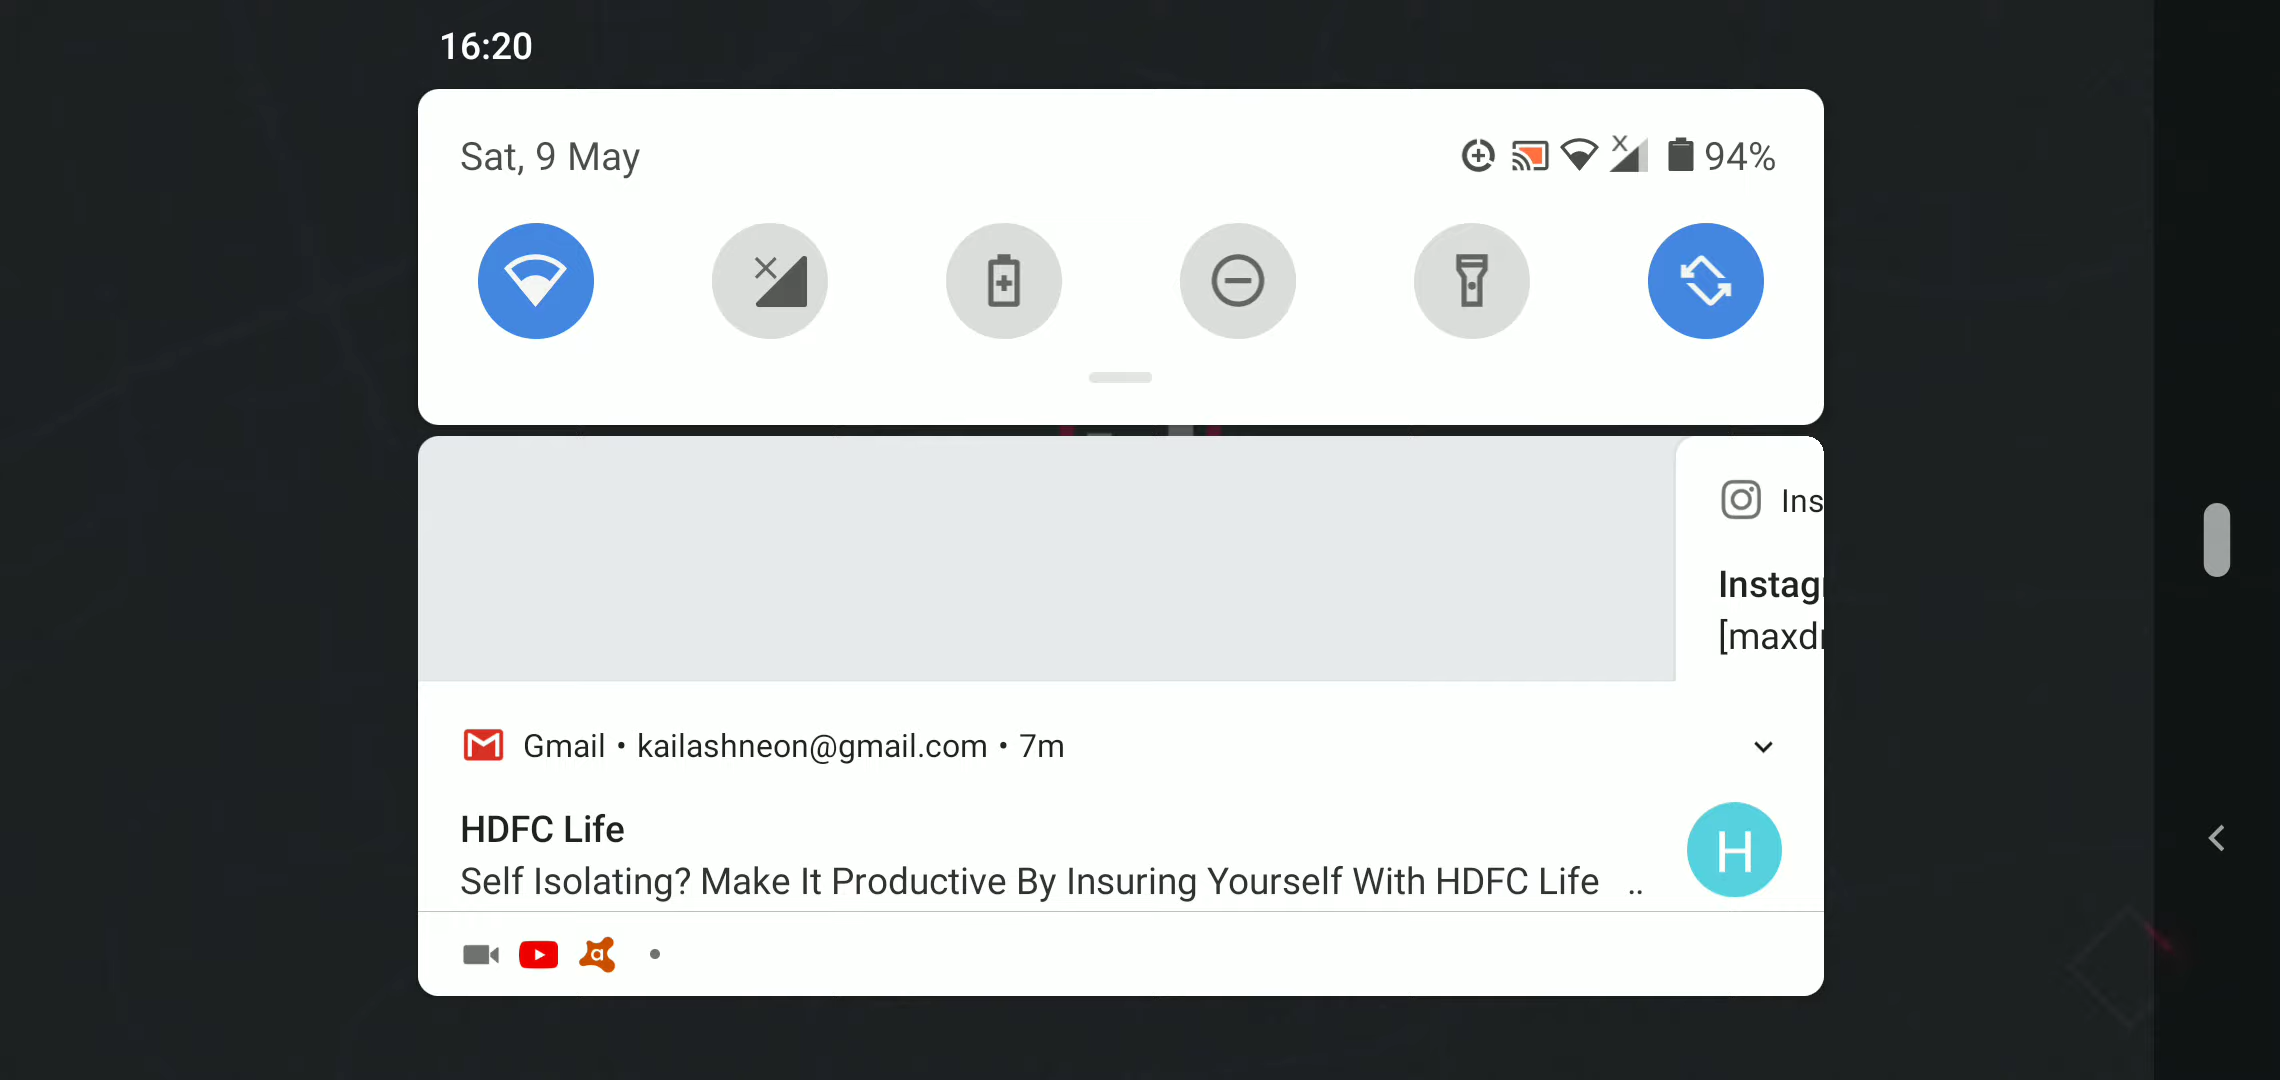 16:20
Sat, 9 May
94%
Ins
Instag
[maxd
Gmail • kailashneon@gmail.com • 7m
HDFC Life
Self Isolating? Make It Productive By Insuring Yourself With HDFC Life ..
H